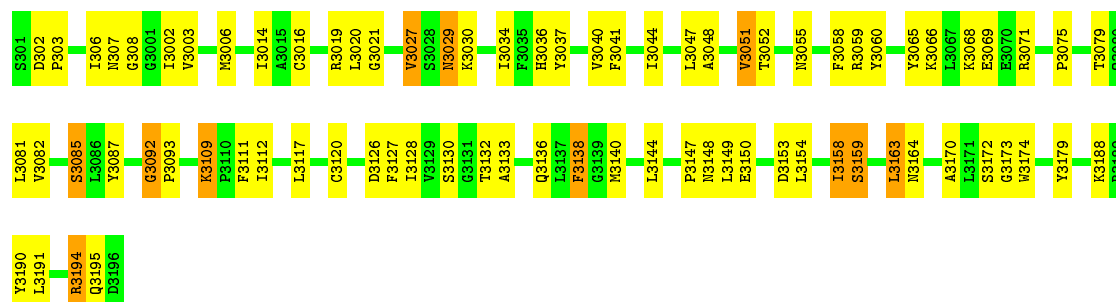 S301 D302 P303 I306 N307 G308 G3001 I3002 V3003 M3006 I3014 A3015 C3016 R3019 L3020 G3021 V3027 S3028 N3029 K3030 I3034 F3035 H3036 Y3037 V3040 F3041 I3044 L3047 A3048 V3051 T3052 N3055 F3058 R3059 Y3060 Y3065 K3066 L3067 K3068 E3069 E3070 R3071 P3075 T3079
L3081 V3082 S3085 L3086 Y3087 G3092 P3093 K3109 P3110 F3111 I3112 L3117 C3120 D3126 F3127 I3128 V3129 S3130 G3131 T3132 A3133 Q3136 L3137 F3138 G3139 M3140 L3144 P3147 N3148 L3149 E3150 D3153 L3154 I3158 S3159 L3163 N3164 A3170 L3171 S3172 G3173 W3174 Y3179 K3188
Y3190 L3191 R3194 Q3195 D3196